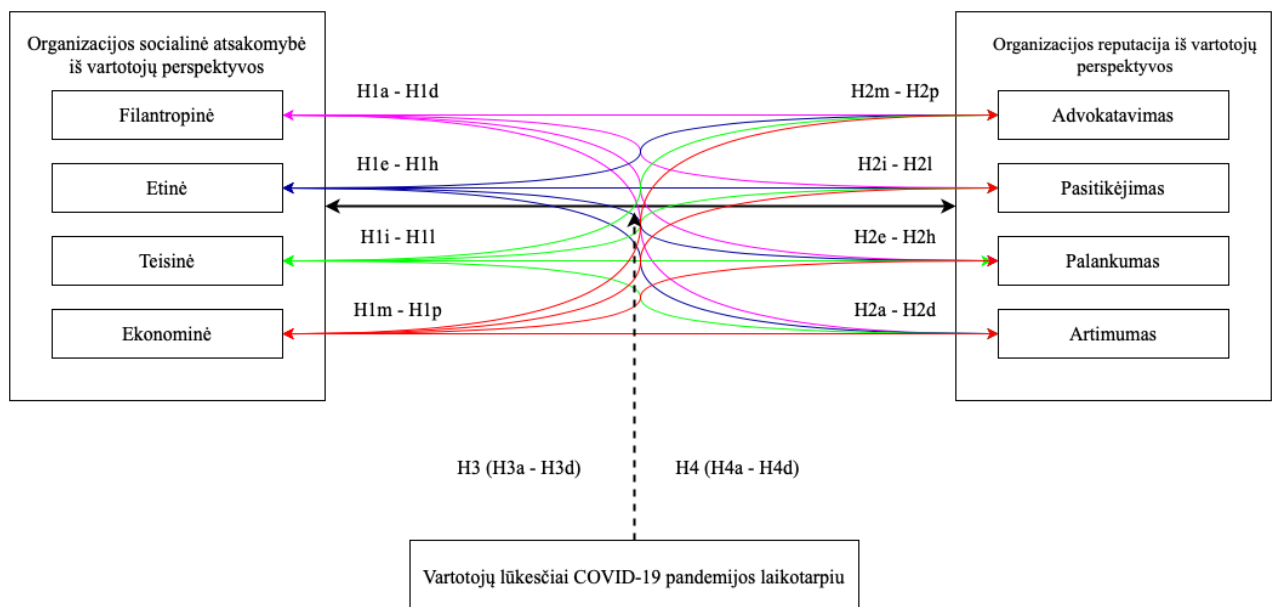 Organizacijos socialinė atsakomybė
iš vartotojų perspektyvos
Filantropinė
Etinė
Teisinė
Ekonominė
H1a - H1d
H1e - H1h
H1i - H1l
H1m - H1p
H2m - H2p
H2i - H2l
H2e - H2h
H2a - H2d
Organizacijos reputacija iš vartotojų
perspektyvos
Advokatavimas
Pasitikėjimas
Palankumas
Artimumas
H3 (H3a - H3d)
H4 (H4a - H4d)
Vartotojų lūkesčiai COVID-19 pandemijos laikotarpiu